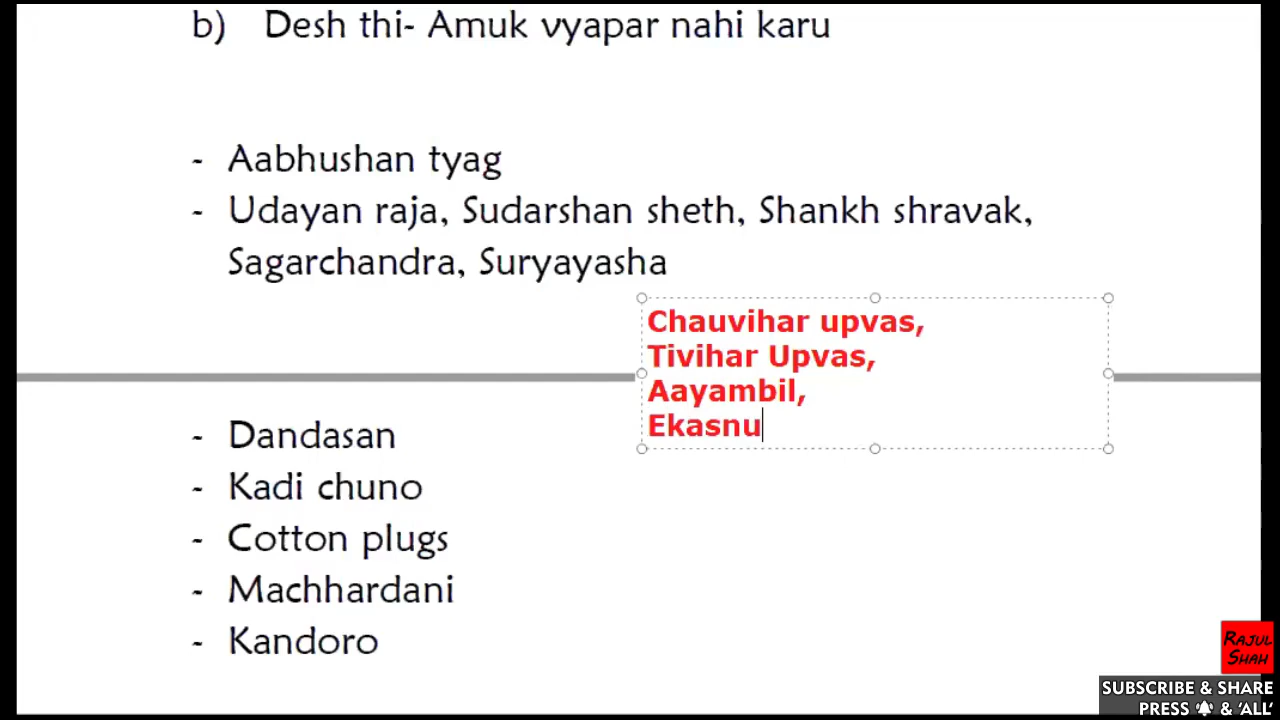 b) Desh thi- Amuk vyapar nahi karu
- Aabhushan tyag
- Udayan raja, Sudarshan sheth, Shankh shravak,
Sagarchandra, Suryayasha
Chauvihar upvas,
Tivihar Upvas,
Aayambil,
Ekasnu
- Dandasan
- Kadi chuno
- Cotton plugs
- Machhardani
- Kandoro
RAJUL
SHAH
SUBSCRIBE & SHARE
PRESS 🔔 & 'ALL'